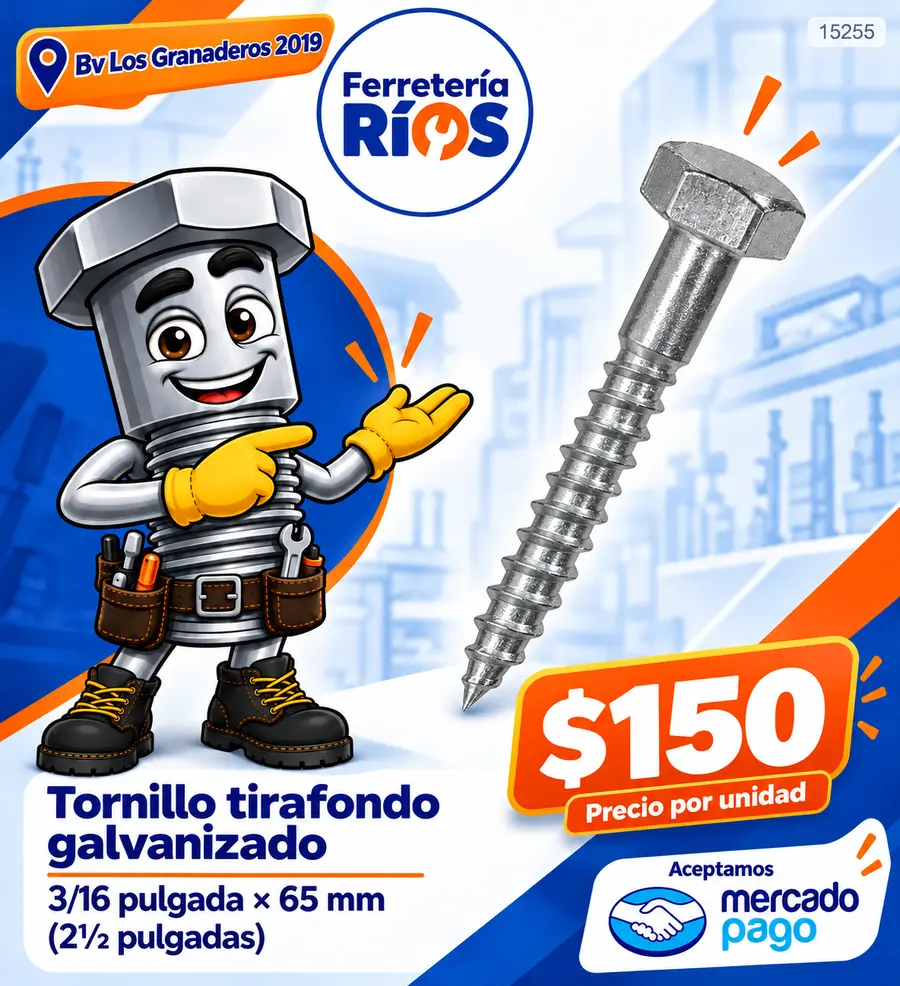 Bv Los Granaderos 2019
Ferretería
RÍOS
15255
$150
Precio por unidad
Tornillo tirafondo
galvanizado
3/16 pulgada × 65 mm
(2½ pulgadas)
Aceptamos
mercado
pago